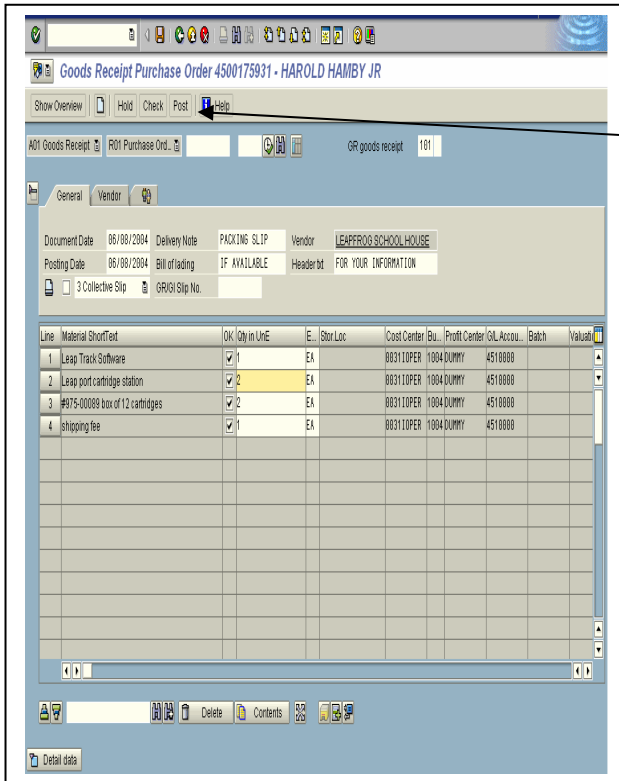 Goods Receipt Purchase Order 4500175931 - HAROLD HAMBY JR
Show Overview Hold Check Post Help
A01 Goods Receipt R01 Purchase Ord.. GR goods receipt 101
General Vendor
Document Date 06/08/2004 Delivery Note PACKING SLIP Vendor LEAPFROG SCHOOL HOUSE
Posting Date 06/08/2004 Bill of lading IF AVAILABLE Header txt FOR YOUR INFORMATION
3 Collective Slip GR/GI Slip No.
Line Material ShortText OK Qty in UnE E... Stor.Loc Cost Center Bu... Profit Center G/L Accou... Batch Valuati
1 Leap Track Software 1 EA 0031IOPER 1004 DUMMY 4510000
2 Leap port cartridge station 2 EA 0031IOPER 1004 DUMMY 4510000
3 #975-00089 box of 12 cartridges 2 EA 0031IOPER 1004 DUMMY 4510000
4 shipping fee 1 EA 0031IOPER 1004 DUMMY 4510000
Delete Contents
Detail data